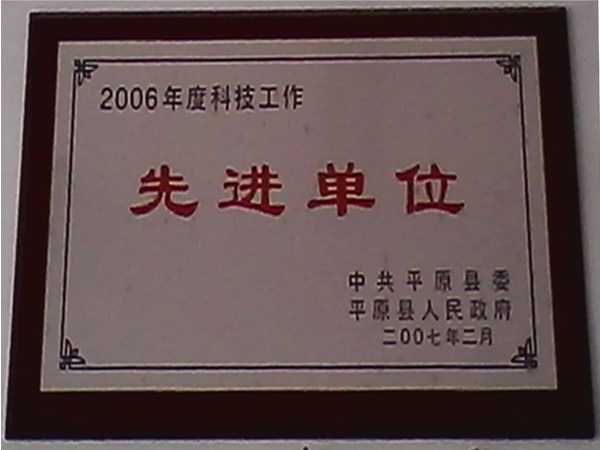 2006年度科技工作
先进单位
中共平原县委
平原县人民政府
二00七年二月